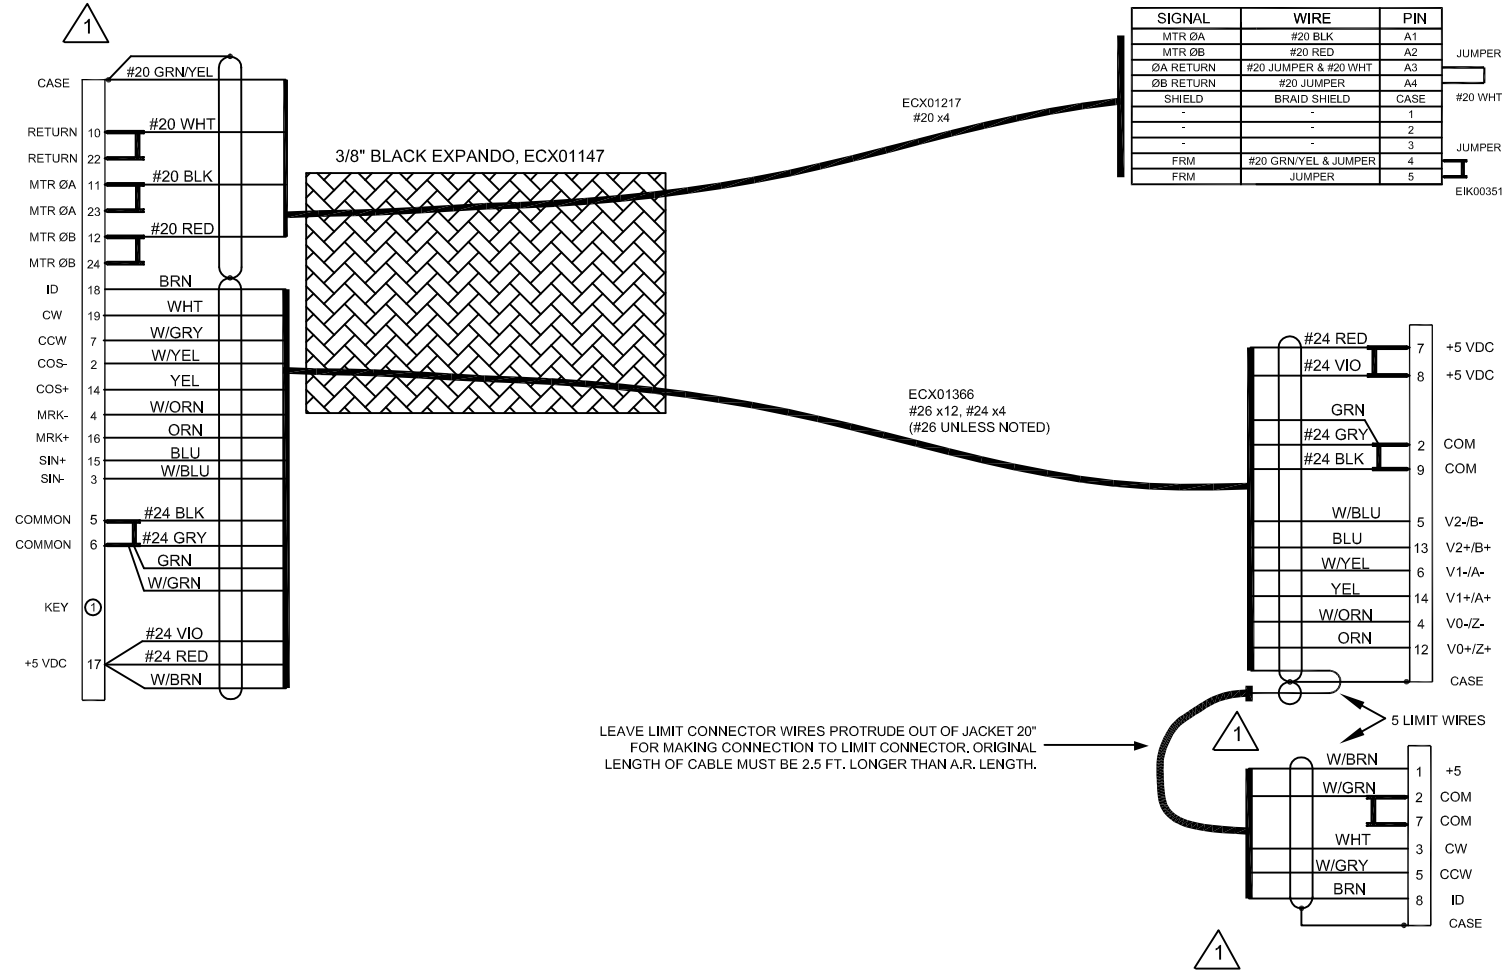 1
CASE
#20 GRN/YEL
RETURN 10 #20 WHT
RETURN 22
MTR ØA 11 #20 BLK
MTR ØA 23
MTR ØB 12 #20 RED
MTR ØB 24
ID 18 BRN
CW 19 WHT
CCW 7 W/GRY
COS- 2 W/YEL
COS+ 14 YEL
MRK- 4 W/ORN
MRK+ 16 ORN
SIN+ 15 BLU
SIN- 3 W/BLU
COMMON 5 #24 BLK
COMMON 6 #24 GRY
GRN
W/GRN
KEY 1
#24 VIO
+5 VDC 17 #24 RED
W/BRN
3/8" BLACK EXPANDO, ECX01147
ECX01217
#20 x4
SIGNAL WIRE PIN
MTR ØA #20 BLK A1
MTR ØB #20 RED A2
ØA RETURN #20 JUMPER & #20 WHT A3
ØB RETURN #20 JUMPER A4
SHIELD BRAID SHIELD CASE
- - 1
- - 2
- - 3
FRM #20 GRN/YEL & JUMPER 4
FRM JUMPER 5
JUMPER
#20 WHT
JUMPER
EIK00351
ECX01366
#26 x12, #24 x4
(#26 UNLESS NOTED)
#24 RED 7 +5 VDC
#24 VIO 8 +5 VDC
GRN
#24 GRY 2 COM
#24 BLK 9 COM
W/BLU 5 V2-/B-
BLU 13 V2+/B+
W/YEL 6 V1-/A-
YEL 14 V1+/A+
W/ORN 4 V0-/Z-
ORN 12 V0+/Z+
CASE
LEAVE LIMIT CONNECTOR WIRES PROTRUDE OUT OF JACKET 20"
FOR MAKING CONNECTION TO LIMIT CONNECTOR. ORIGINAL
LENGTH OF CABLE MUST BE 2.5 FT. LONGER THAN A.R. LENGTH.
1
5 LIMIT WIRES
W/BRN 1 +5
W/GRN 2 COM
7 COM
WHT 3 CW
W/GRY 5 CCW
BRN 8 ID
CASE
1